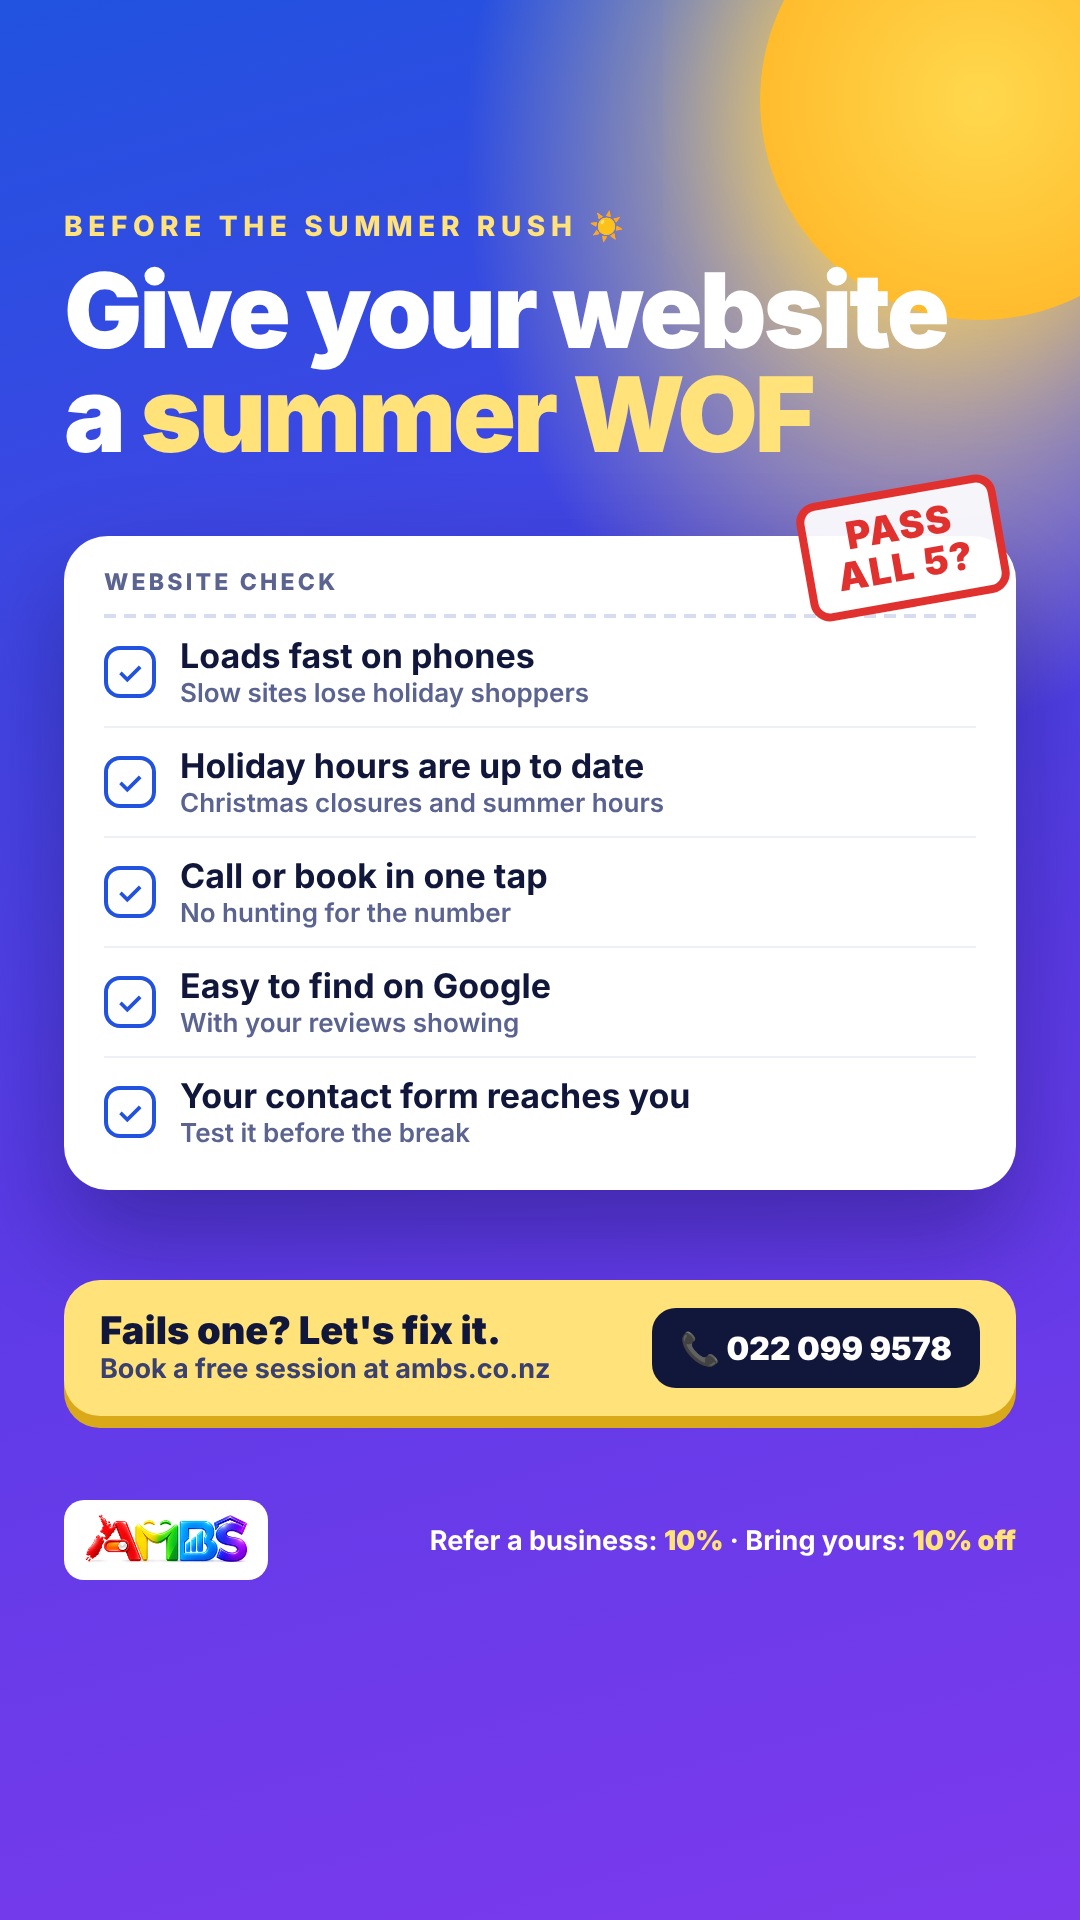 BEFORE THE SUMMER RUSH ☀️
Give your website
a summer WOF
PASS
ALL 5?
WEBSITE CHECK
Loads fast on phones
Slow sites lose holiday shoppers
Holiday hours are up to date
Christmas closures and summer hours
Call or book in one tap
No hunting for the number
Easy to find on Google
With your reviews showing
Your contact form reaches you
Test it before the break
Fails one? Let's fix it.
Book a free session at ambs.co.nz
📞 022 099 9578
AMBS
Refer a business: 10% · Bring yours: 10% off